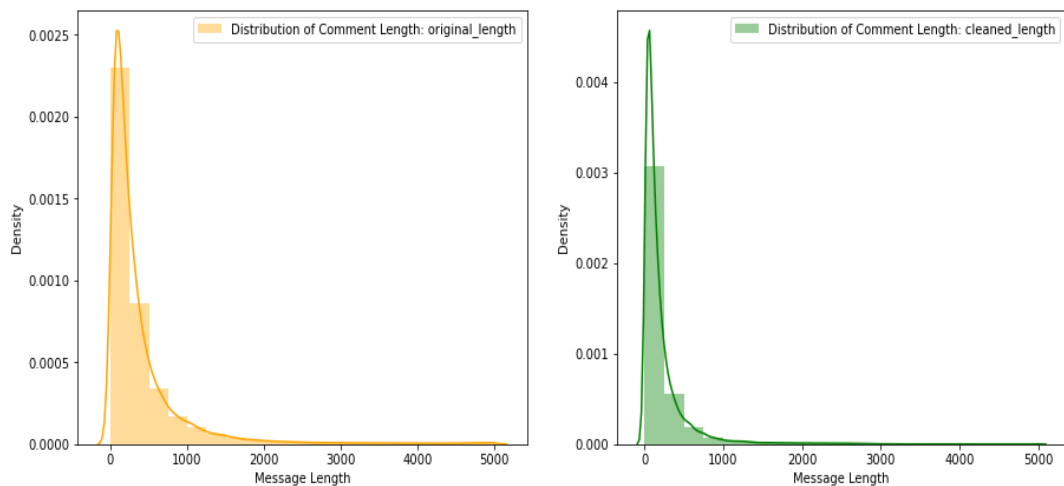 Distribution of Comment Length: original_length
0.0025
0.0020
0.0015
0.0010
0.0005
0.0000
Density
0 1000 2000 3000 4000 5000
Message Length
Distribution of Comment Length: cleaned_length
0.004
0.003
0.002
0.001
0.000
Density
0 1000 2000 3000 4000 5000
Message Length